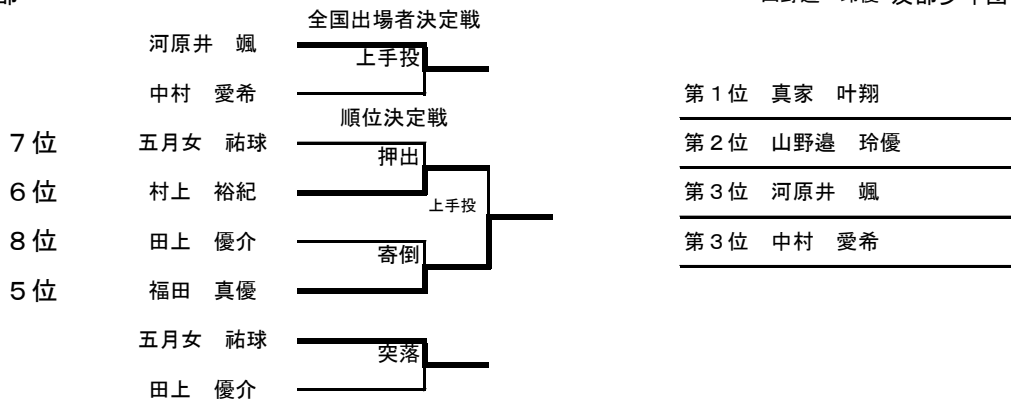 全国出場者決定戦
河原井　颯
上手投
中村　愛希
順位決定戦
７位　五月女　祐球
押出
６位　村上　裕紀
上手投
８位　田上　優介
寄倒
５位　福田　真優
五月女　祐球
突落
田上　優介
第１位　真家　叶翔
第２位　山野邉　玲優
第３位　河原井　颯
第３位　中村　愛希